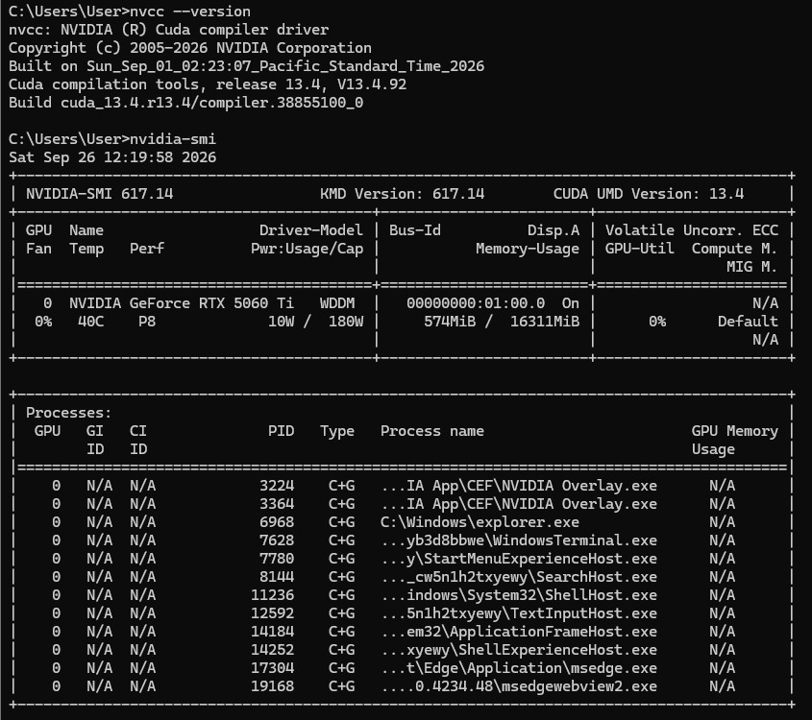 C:\Users\User>nvcc --version
nvcc: NVIDIA (R) Cuda compiler driver
Copyright (c) 2005-2026 NVIDIA Corporation
Built on Sun_Sep_01_02:23:07_Pacific_Standard_Time_2026
Cuda compilation tools, release 13.4, V13.4.92
Build cuda_13.4.r13.4/compiler.38855100_0

C:\Users\User>nvidia-smi
Sat Sep 26 12:19:58 2026
+-----------------------------------------------------------------------------------------+
| NVIDIA-SMI 617.14                 KMD Version: 617.14        CUDA UMD Version: 13.4     |
+-----------------------------------------+------------------------+----------------------+
| GPU  Name                  Driver-Model | Bus-Id          Disp.A | Volatile Uncorr. ECC |
| Fan  Temp   Perf          Pwr:Usage/Cap |           Memory-Usage | GPU-Util  Compute M. |
|                                         |                        |               MIG M. |
|=========================================+========================+======================|
|   0  NVIDIA GeForce RTX 5060 Ti   WDDM  |   00000000:01:00.0  On |                  N/A |
|  0%   40C    P8             10W /  180W |     574MiB /  16311MiB |      0%      Default |
|                                         |                        |                  N/A |
+-----------------------------------------+------------------------+----------------------+

+-----------------------------------------------------------------------------------------+
| Processes:                                                                              |
|  GPU   GI   CI              PID   Type   Process name                        GPU Memory |
|        ID   ID                                                               Usage      |
|=========================================================================================|
|    0   N/A  N/A            3224    C+G   ...IA App\CEF\NVIDIA Overlay.exe      N/A      |
|    0   N/A  N/A            3364    C+G   ...IA App\CEF\NVIDIA Overlay.exe      N/A      |
|    0   N/A  N/A            6968    C+G   C:\Windows\explorer.exe               N/A      |
|    0   N/A  N/A            7628    C+G   ...yb3d8bbwe\WindowsTerminal.exe      N/A      |
|    0   N/A  N/A            7780    C+G   ...y\StartMenuExperienceHost.exe      N/A      |
|    0   N/A  N/A            8144    C+G   ..._cw5n1h2txyewy\SearchHost.exe      N/A      |
|    0   N/A  N/A           11236    C+G   ...indows\System32\ShellHost.exe      N/A      |
|    0   N/A  N/A           12592    C+G   ...5n1h2txyewy\TextInputHost.exe      N/A      |
|    0   N/A  N/A           14184    C+G   ...em32\ApplicationFrameHost.exe      N/A      |
|    0   N/A  N/A           14252    C+G   ...xyewy\ShellExperienceHost.exe      N/A      |
|    0   N/A  N/A           17304    C+G   ...t\Edge\Application\msedge.exe      N/A      |
|    0   N/A  N/A           19168    C+G   ....0.4234.48\msedgewebview2.exe      N/A      |
+-----------------------------------------------------------------------------------------+